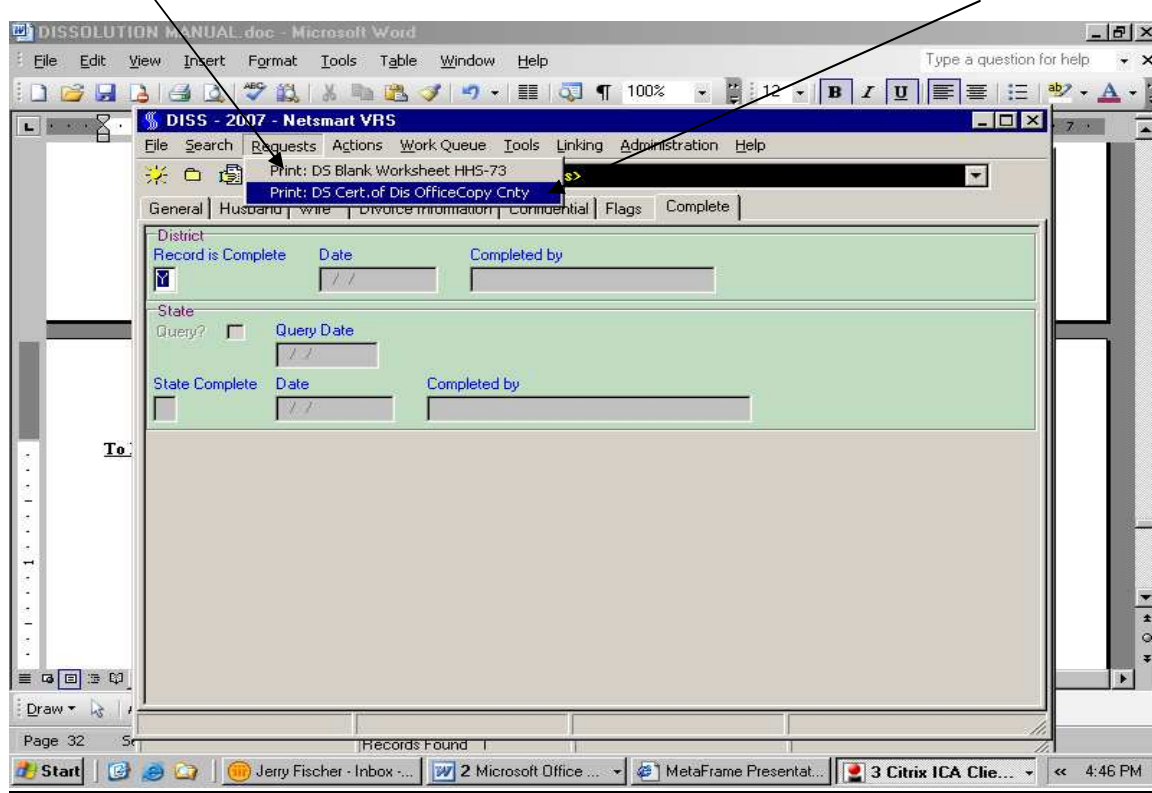 DISSOLUTION MANUAL.doc - Microsoft Word
File Edit View Insert Format Tools Table Window Help
Type a question for help
100%
12
B I U
DISS - 2007 - Netsmart VRS
7
File Search Requests Actions Work Queue Tools Linking Administration Help
Print: DS Blank Worksheet HHS-73
s>
Print: DS Cert.of Dis OfficeCopy Cnty
General Husband Wife Divorce Information Confidential Flags Complete
District
Record is Complete Date Completed by
Y / /
State
Query? Query Date
/ /
State Complete Date Completed by
/ /
To
1
Draw
Page 32
Records Found 1
Start Jerry Fischer - Inbox -... 2 Microsoft Office ... MetaFrame Presentat... 3 Citrix ICA Clie... « 4:46 PM